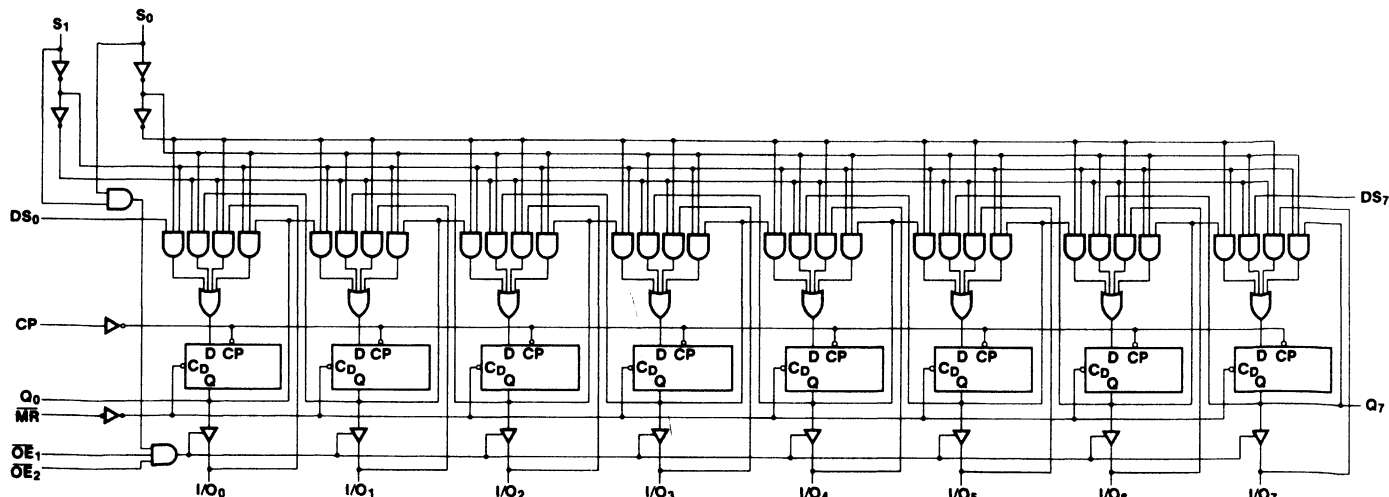 S1
S0
DS0
DS7
CP
D CP
CD
Q
D CP
CD
Q
D CP
CD
Q
D CP
CD
Q
D CP
CD
Q
D CP
CD
Q
D CP
CD
Q
D CP
CD
Q
Q0
Q7
MR
OE1
OE2
I/O0
I/O1
I/O2
I/O3
I/O4
I/O5
I/O6
I/O7